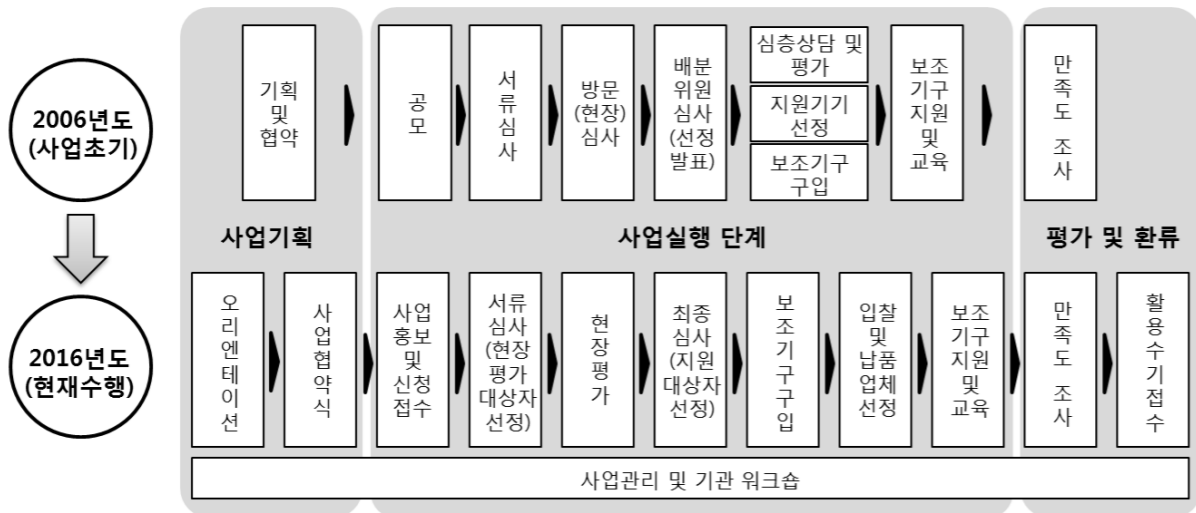 2006년도
(사업초기)
기획
및
협약
공
모
서
류
심
사
방문
(현장)
심사
배분
위원
심사
(선정
발표)
심층상담 및
평가
지원기기
선정
보조기구
구입
보조
기구
지원
및
교육
만
족
도
조
사
사업기획
사업실행 단계
평가 및 환류
2016년도
(현재수행)
오
리
엔
테
이
션
사
업
협
약
식
사업
홍보
및
신청
접수
서류
심사
(현장
평가
대상자
선정)
현
장
평
가
최종
심사
(지원
대상자
선정)
보
조
기
구
구
입
입찰
및
납품
업체
선정
보조
기구
지원
및
교육
만
족
도
조
사
활
용
수
기
접
수
사업관리 및 기관 워크숍